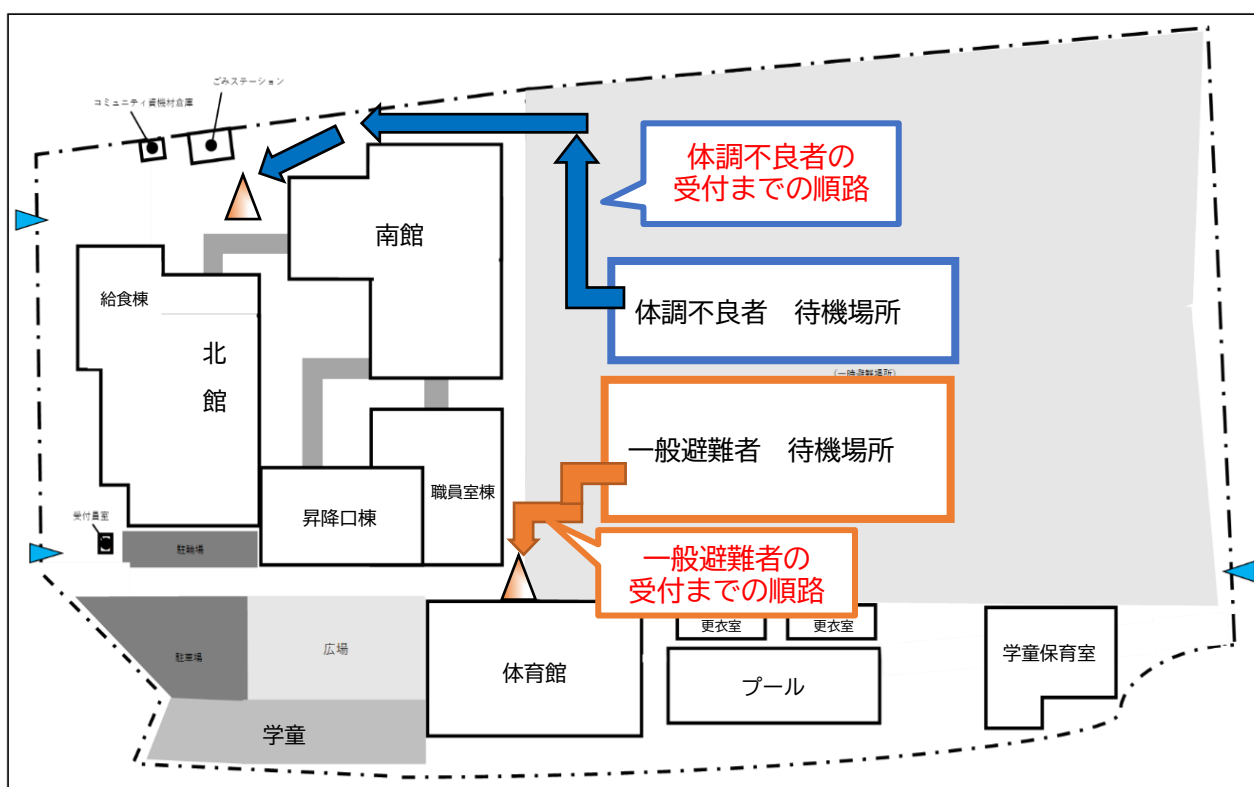 ごみステーション
コミュニティ資機材倉庫
体調不良者の
受付までの順路
南館
給食棟
体調不良者　待機場所
北
館
（一時避難場所）
一般避難者　待機場所
職員室棟
昇降口棟
受付員室
駐輪場
一般避難者の
受付までの順路
更衣室
更衣室
広場
駐車場
体育館
プール
学童保育室
学童